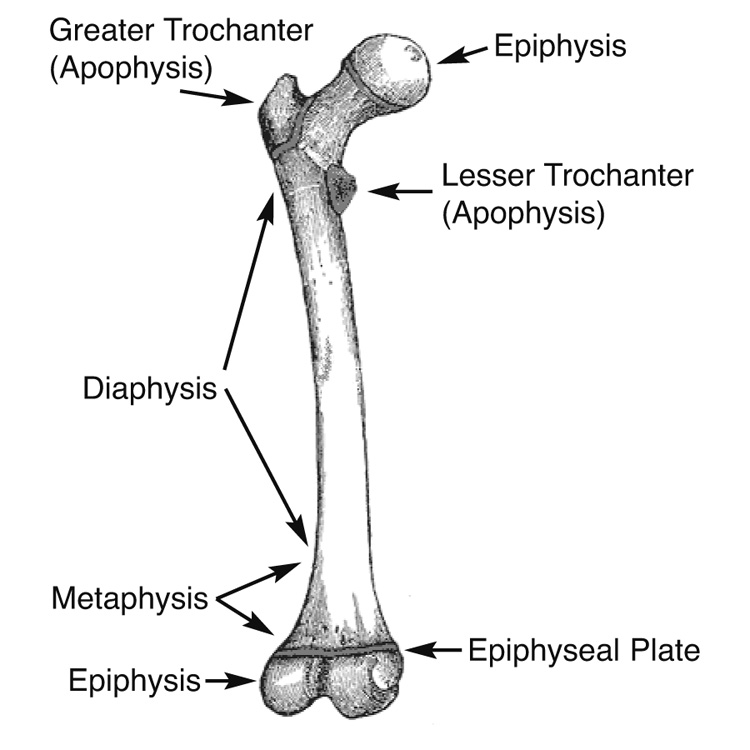 Greater Trochanter
(Apophysis)
Epiphysis
Lesser Trochanter
(Apophysis)
Diaphysis
Metaphysis
Epiphyseal Plate
Epiphysis